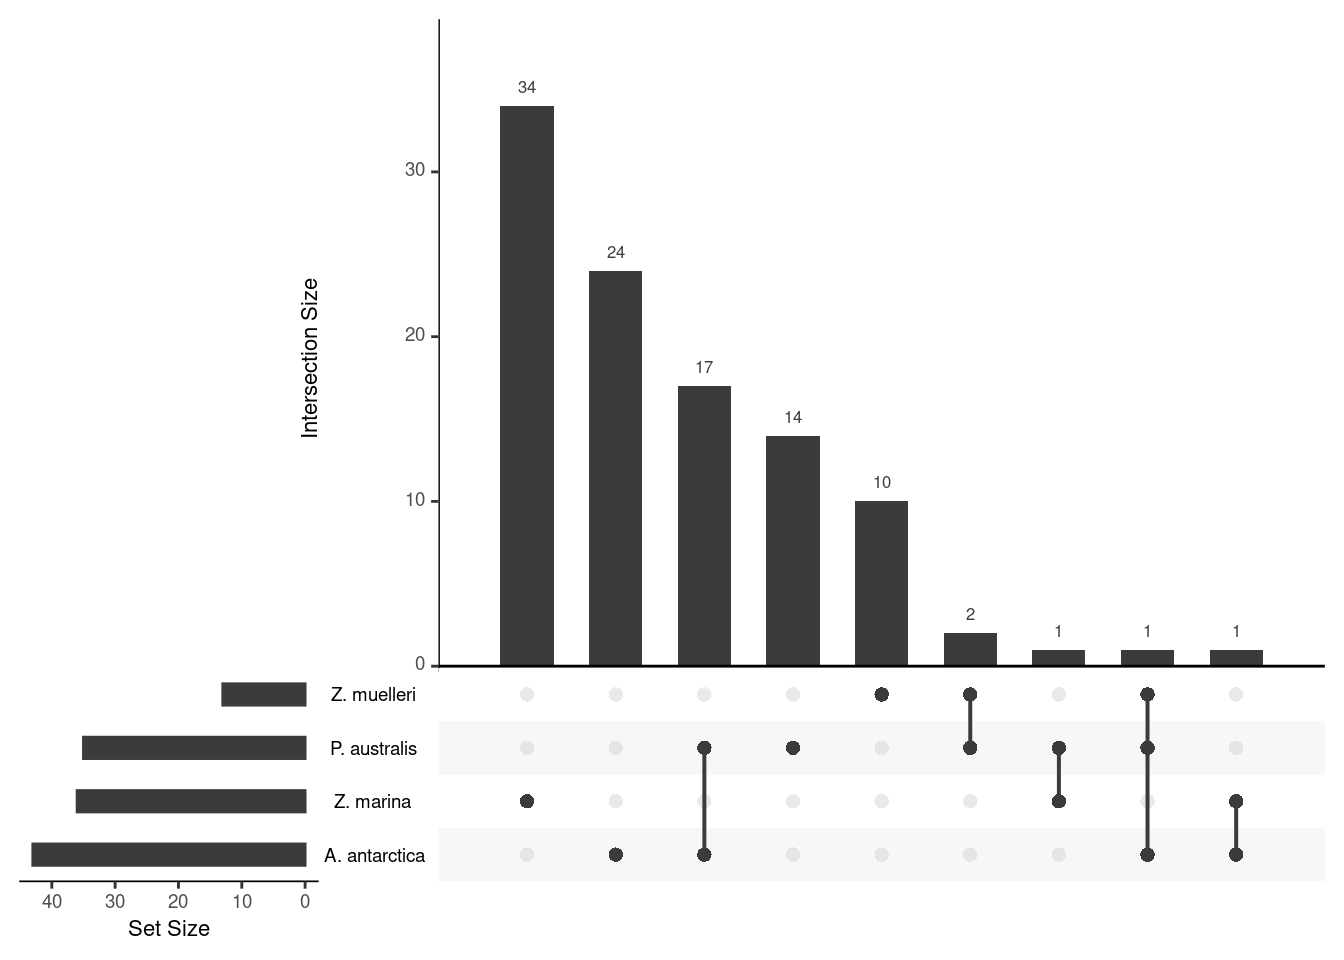 34
30
24
20
17
14
10
10
2
1
1
1
0
Intersection Size
Z. muelleri
P. australis
Z. marina
A. antarctica
40 30 20 10 0
Set Size